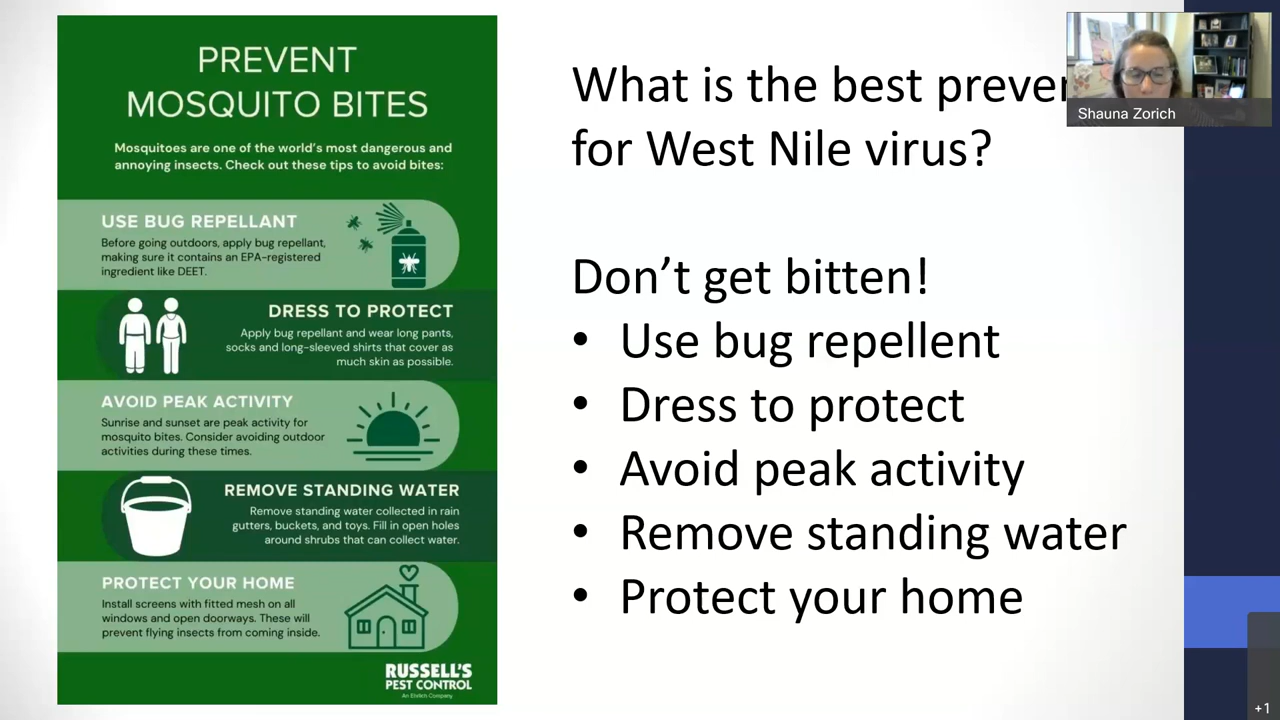 PREVENT
MOSQUITO BITES
Mosquitoes are one of the world's most dangerous and
annoying insects. Check out these tips to avoid bites:
USE BUG REPELLANT
Before going outdoors, apply bug repellant,
making sure it contains an EPA-registered
ingredient like DEET.
DRESS TO PROTECT
Apply bug repellant and wear long pants,
socks and long-sleeved shirts that cover as
much skin as possible.
AVOID PEAK ACTIVITY
Sunrise and sunset are peak activity for
mosquito bites. Consider avoiding outdoor
activities during these times.
REMOVE STANDING WATER
Remove standing water collected in rain
gutters, buckets, and toys. Fill in open holes
around shrubs that can collect water.
PROTECT YOUR HOME
Install screens with fitted mesh on all
windows and open doorways. These will
prevent flying insects from coming inside.
RUSSELL'S
PEST CONTROL
An Ehrlich Company
What is the best preve
for West Nile virus?
Don't get bitten!
• Use bug repellent
• Dress to protect
• Avoid peak activity
• Remove standing water
• Protect your home
Shauna Zorich
+1